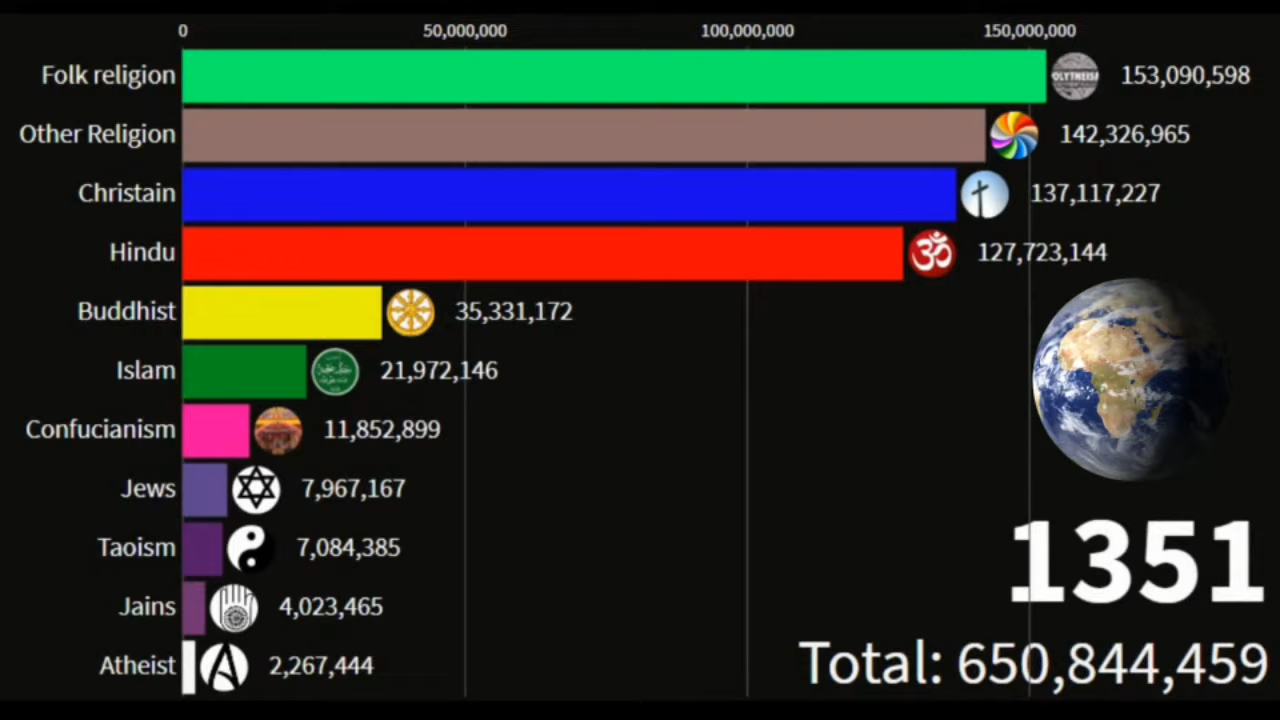 0 50,000,000 100,000,000 150,000,000
Folk religion OLYTHEISM 153,090,598
Other Religion 142,326,965
Christain 137,117,227
Hindu ॐ 127,723,144
Buddhist 35,331,172
Islam 21,972,146
Confucianism 11,852,899
Jews 7,967,167
Taoism 7,084,385
Jains 4,023,465
Atheist 2,267,444
1351
Total: 650,844,459